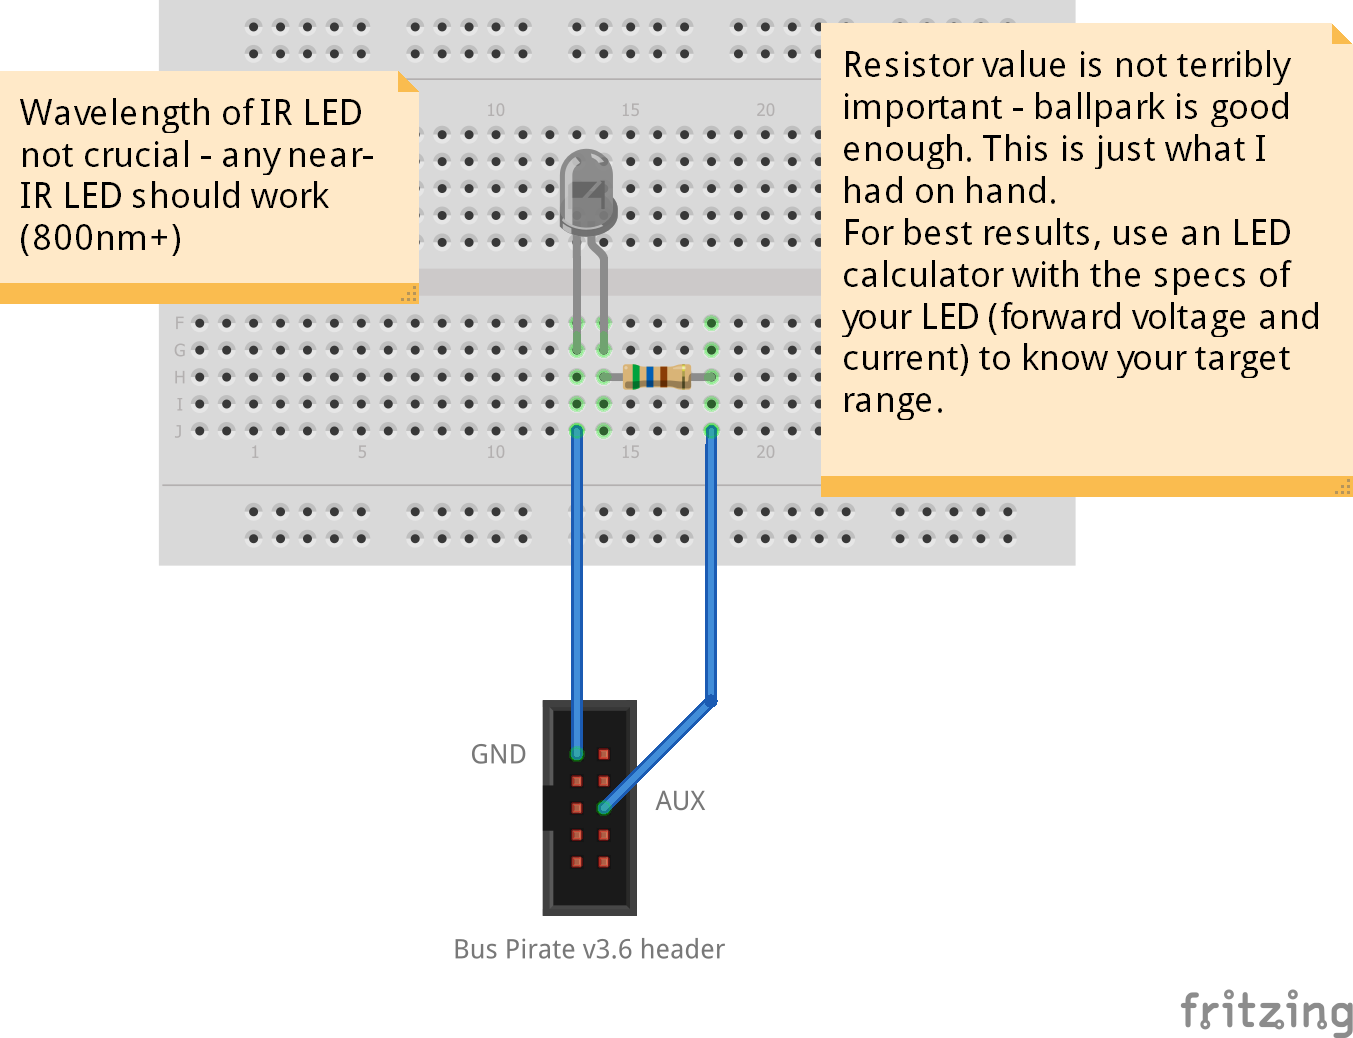 Wavelength of IR LED
not crucial - any near-
IR LED should work
(800nm+)
Resistor value is not terribly
important - ballpark is good
enough. This is just what I
had on hand.
For best results, use an LED
calculator with the specs of
your LED (forward voltage and
current) to know your target
range.
10 15 20
F
G
H
I
J
1 5 10 15 20
GND
AUX
Bus Pirate v3.6 header
fritzing